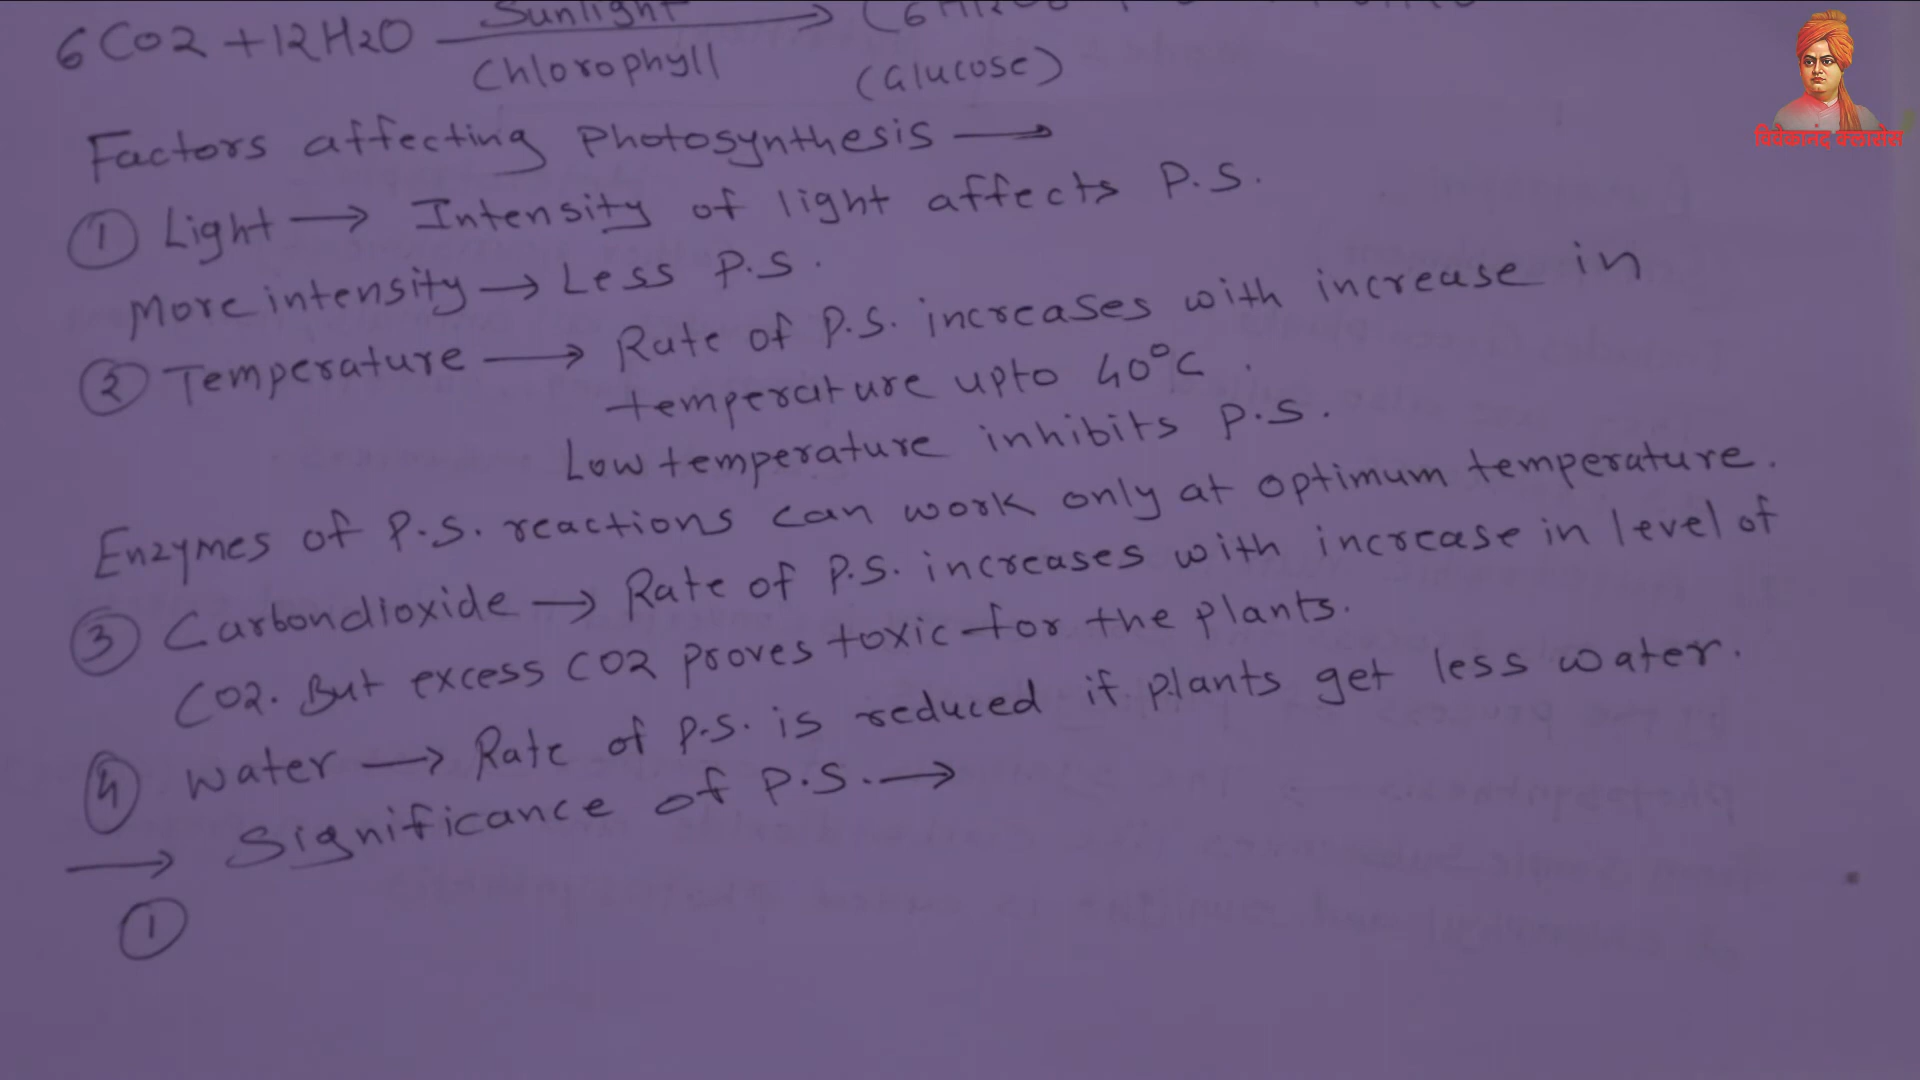 6CO2 + 12H2O Sunlight → C6H12O6
Chlorophyll (Glucose)
Factors affecting Photosynthesis →
① Light → Intensity of light affects P.S.
More intensity → Less P.S.
② Temperature → Rate of P.S. increases with increase in
temperature upto 40°C.
Low temperature inhibits P.S.
Enzymes of P.S. reactions can work only at optimum temperature.
③ Carbondioxide → Rate of P.S. increases with increase in level of
CO2. But excess CO2 proves toxic for the plants.
④ Water → Rate of P.S. is reduced if plants get less water.
→ Significance of P.S. →
①
विवेकानंद क्लासेस